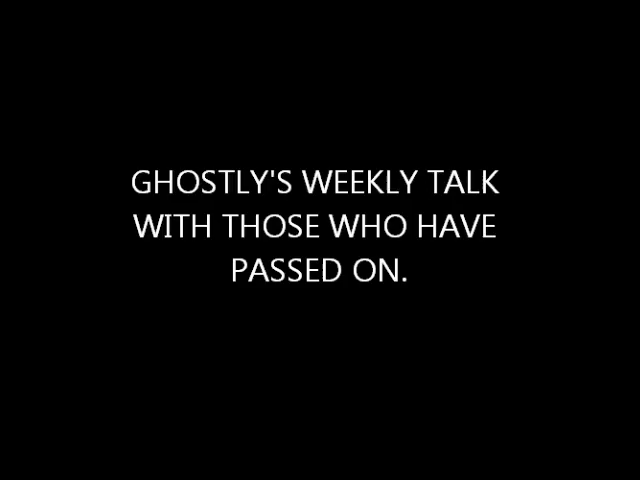 GHOSTLY'S WEEKLY TALK
WITH THOSE WHO HAVE
PASSED ON.